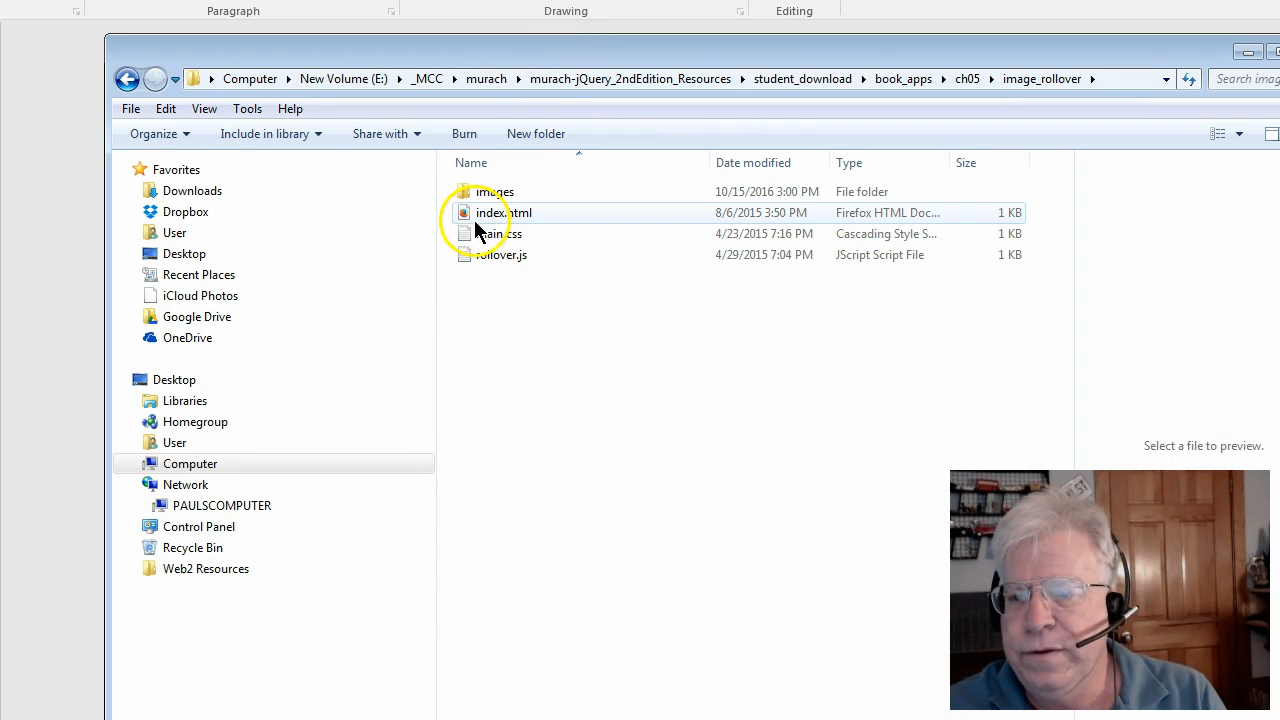 Paragraph Drawing Editing
Computer New Volume (E:) _MCC murach murach-jQuery_2ndEdition_Resources student_download book_apps ch05 image_rollover
File Edit View Tools Help
Organize Include in library Share with Burn New folder
Name Date modified Type Size
Favorites
Downloads
Dropbox
User
Desktop
Recent Places
iCloud Photos
Google Drive
OneDrive
Desktop
Libraries
Homegroup
User
Computer
Network
PAULSCOMPUTER
Control Panel
Recycle Bin
Web2 Resources
images 10/15/2016 3:00 PM File folder
index.html 8/6/2015 3:50 PM Firefox HTML Doc... 1 KB
4/23/2015 7:16 PM Cascading Style S... 1 KB
rollover.js 4/29/2015 7:04 PM JScript Script File 1 KB
Select a file to preview.